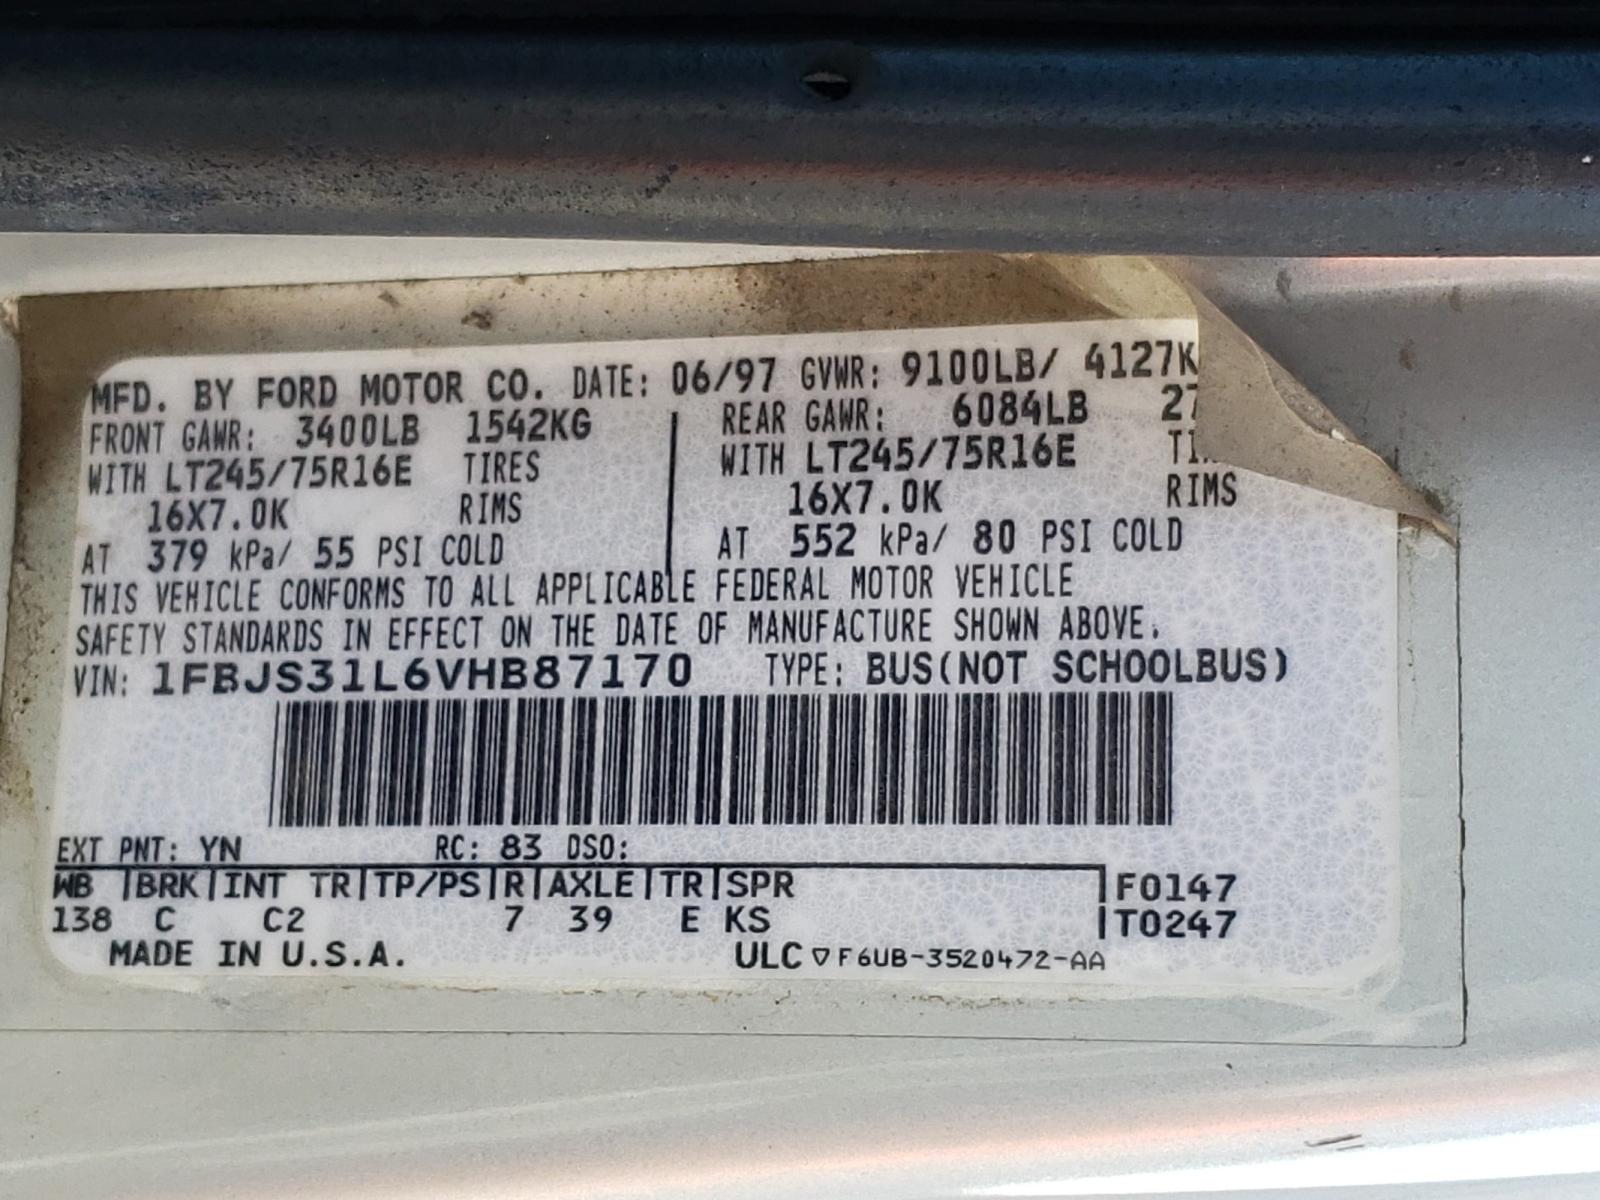 MFD. BY FORD MOTOR CO. DATE: 06/97 GVWR: 9100LB/ 4127K
FRONT GAWR: 3400LB 1542KG REAR GAWR: 6084LB 27
WITH LT245/75R16E TIRES WITH LT245/75R16E TI
16X7.0K RIMS 16X7.0K RIMS
AT 379 kPa/ 55 PSI COLD AT 552 kPa/ 80 PSI COLD
THIS VEHICLE CONFORMS TO ALL APPLICABLE FEDERAL MOTOR VEHICLE
SAFETY STANDARDS IN EFFECT ON THE DATE OF MANUFACTURE SHOWN ABOVE.
VIN: 1FBJS31L6VHB87170 TYPE: BUS(NOT SCHOOLBUS)
EXT PNT: YN RC: 83 DSO:
WB |BRK|INT TR|TP/PS|R|AXLE|TR|SPR F0147
138 C C2 7 39 E KS T0247
MADE IN U.S.A. ULC ▽F6UB-3520472-AA